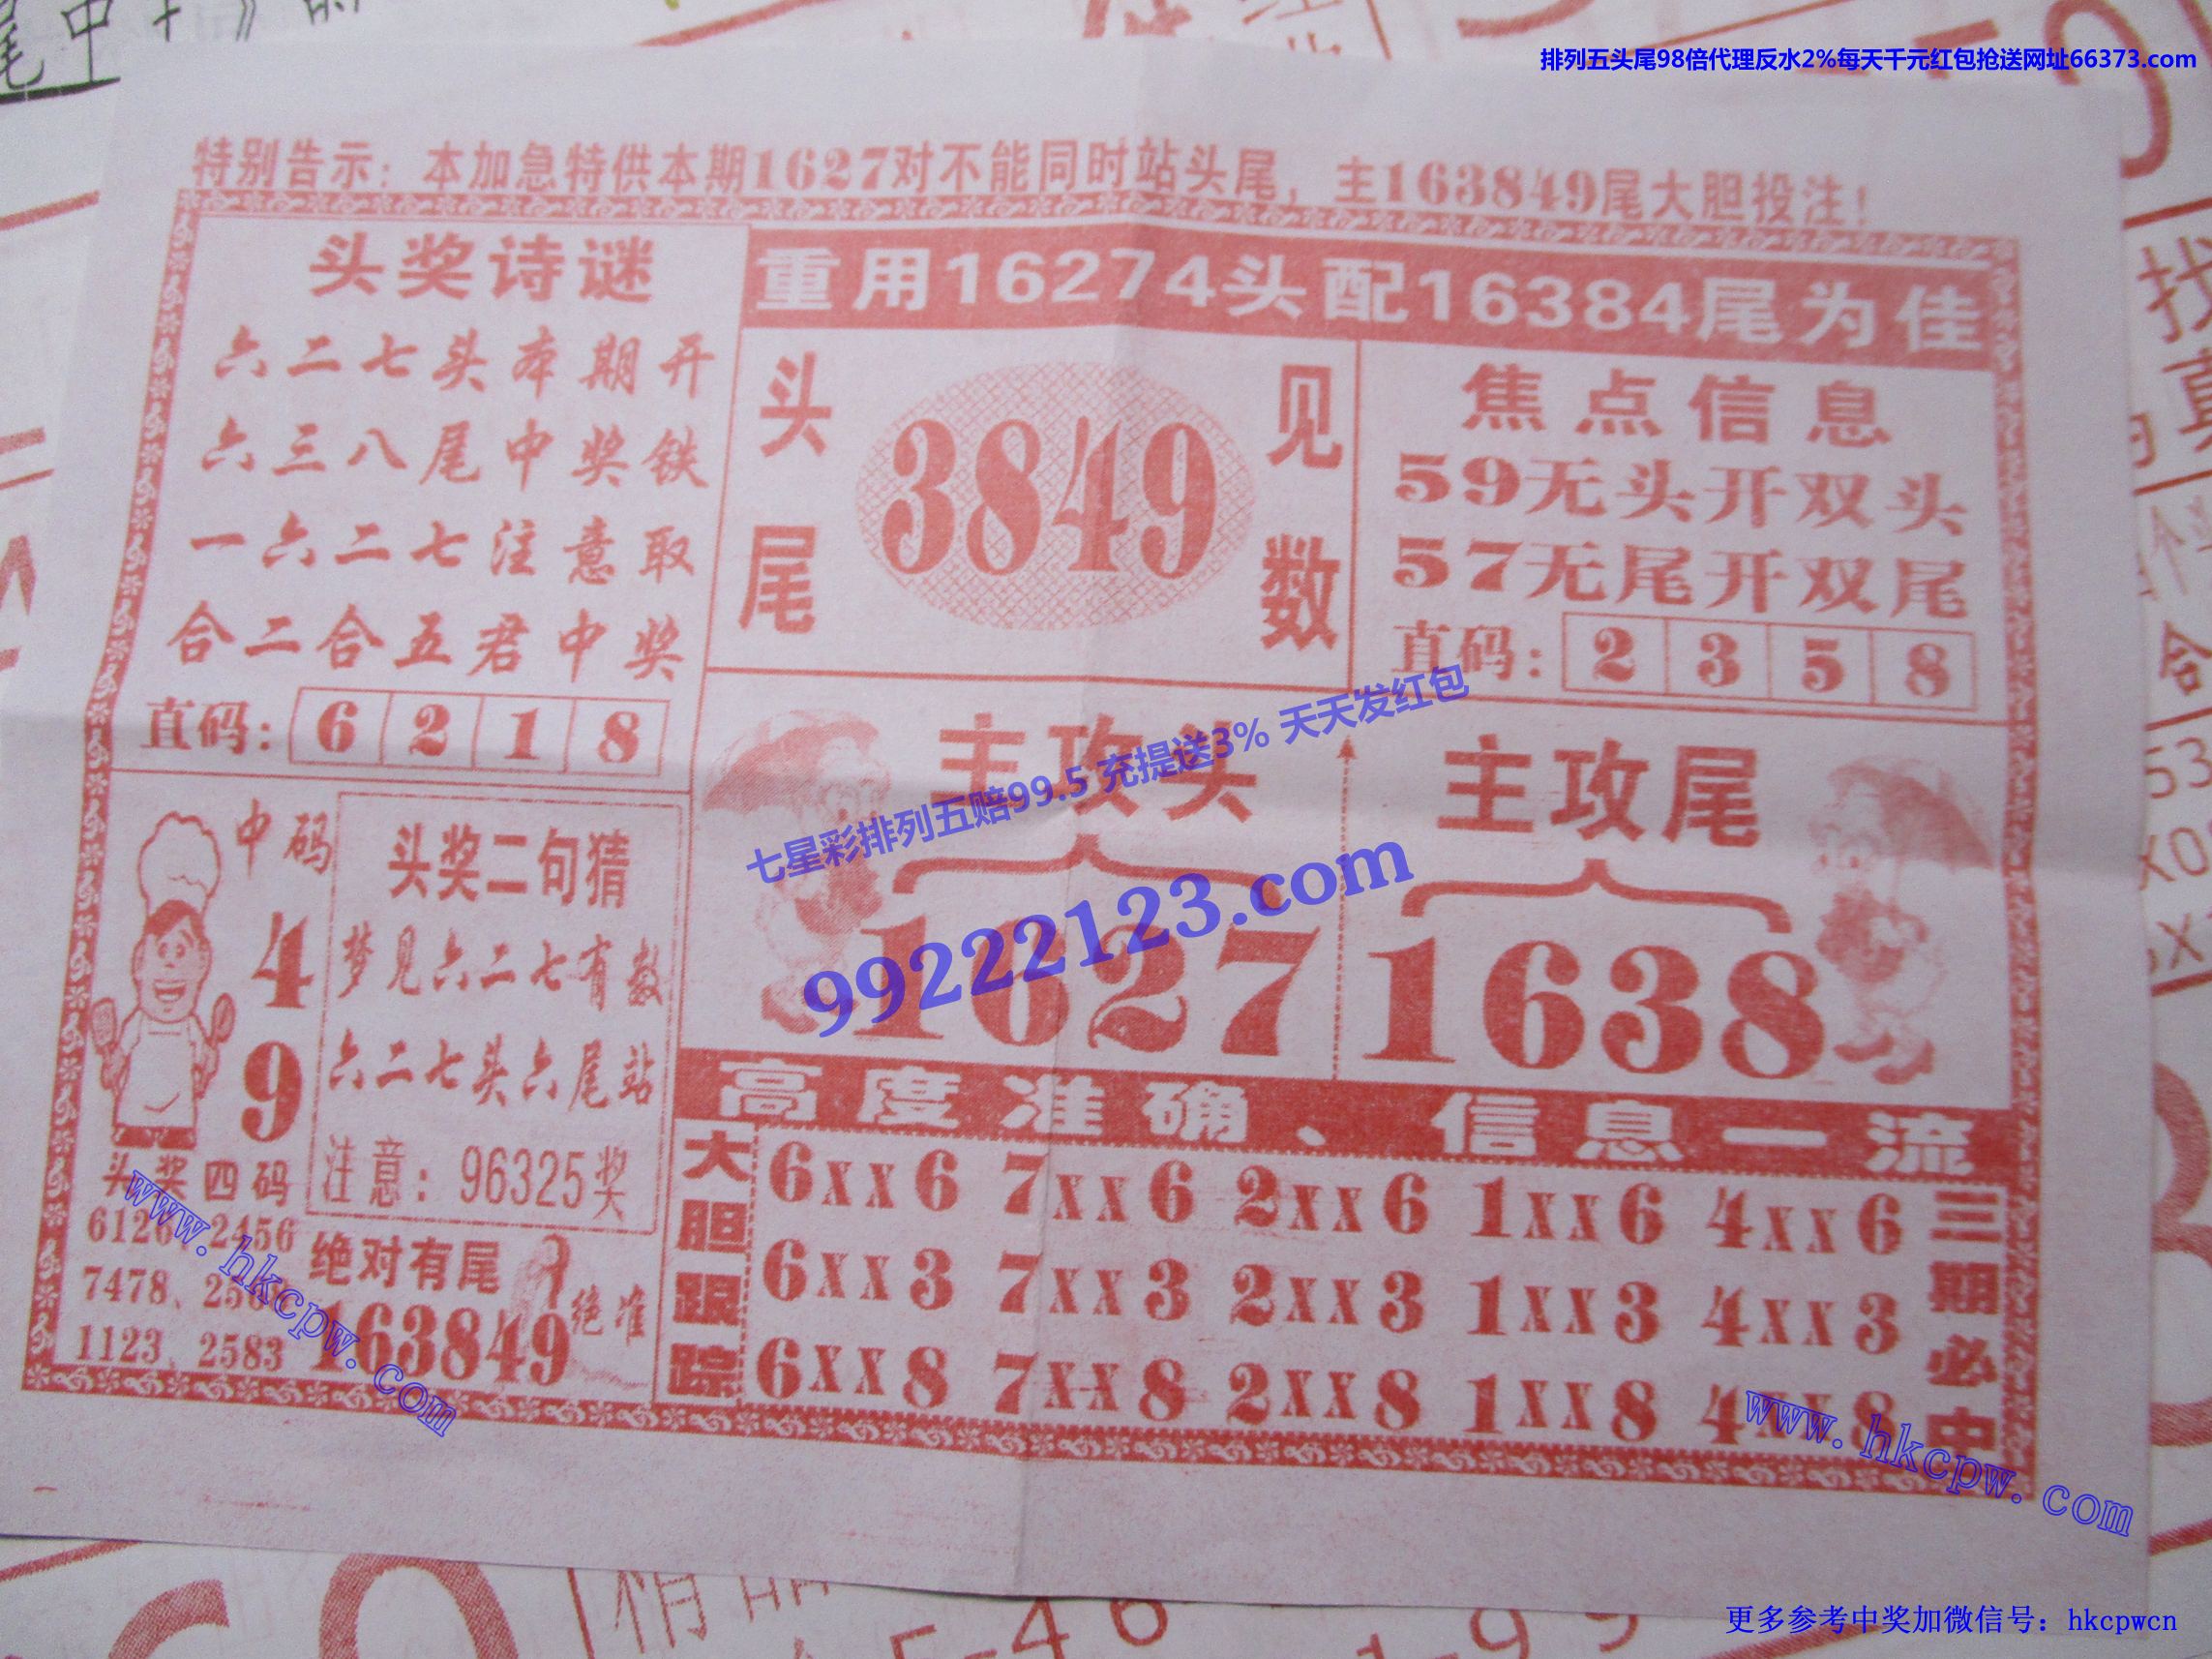 排列五头尾98倍代理反水2%每天千元红包抢送网址66373.com
特别告示：本加急特供本期1627对不能同时站头尾，主163849尾大胆投注！
头奖诗谜
六二七头本期开
六三八尾中奖铁
一六二七注意取
合二合五君中奖
直码：6 2 1 8
重用16274头配16384尾为佳
头尾
3849
见数
焦点信息
59无头开双头
57无尾开双尾
直码：2 3 5 8
七星彩排列五赔99.5 充提送3% 天天发红包
99222123.com
主攻头
1627
主攻尾
1638
中码
4
9
头奖四码
6126、2456
7478、
1123、2583
头奖二句猜
梦见六二七有数
六二七头六尾站
注意：96325奖
绝对有尾
163849
绝准
高度准确、信息一流
大胆跟踪
6XX6 7XX6 2XX6 1XX6 4XX6
6XX3 7XX3 2XX3 1XX3 4XX3
6XX8 7XX8 2XX8 1XX8 4XX8
三期必中
www.hkcpw.com
www.hkcpw.com
更多参考中奖加微信号：hkcpwcn